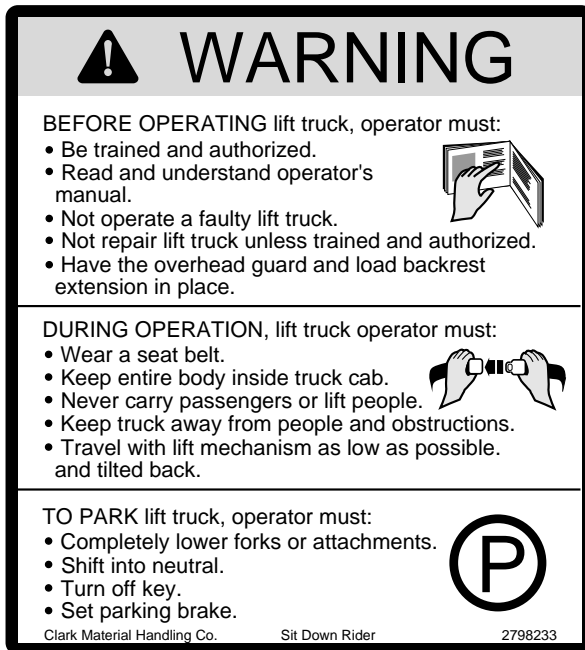 WARNING
BEFORE OPERATING lift truck, operator must:
• Be trained and authorized.
• Read and understand operator's
manual.
• Not operate a faulty lift truck.
• Not repair lift truck unless trained and authorized.
• Have the overhead guard and load backrest
extension in place.
DURING OPERATION, lift truck operator must:
• Wear a seat belt.
• Keep entire body inside truck cab.
• Never carry passengers or lift people.
• Keep truck away from people and obstructions.
• Travel with lift mechanism as low as possible.
and tilted back.
TO PARK lift truck, operator must:
• Completely lower forks or attachments.
• Shift into neutral.
• Turn off key.
• Set parking brake.
P
Clark Material Handling Co. Sit Down Rider 2798233